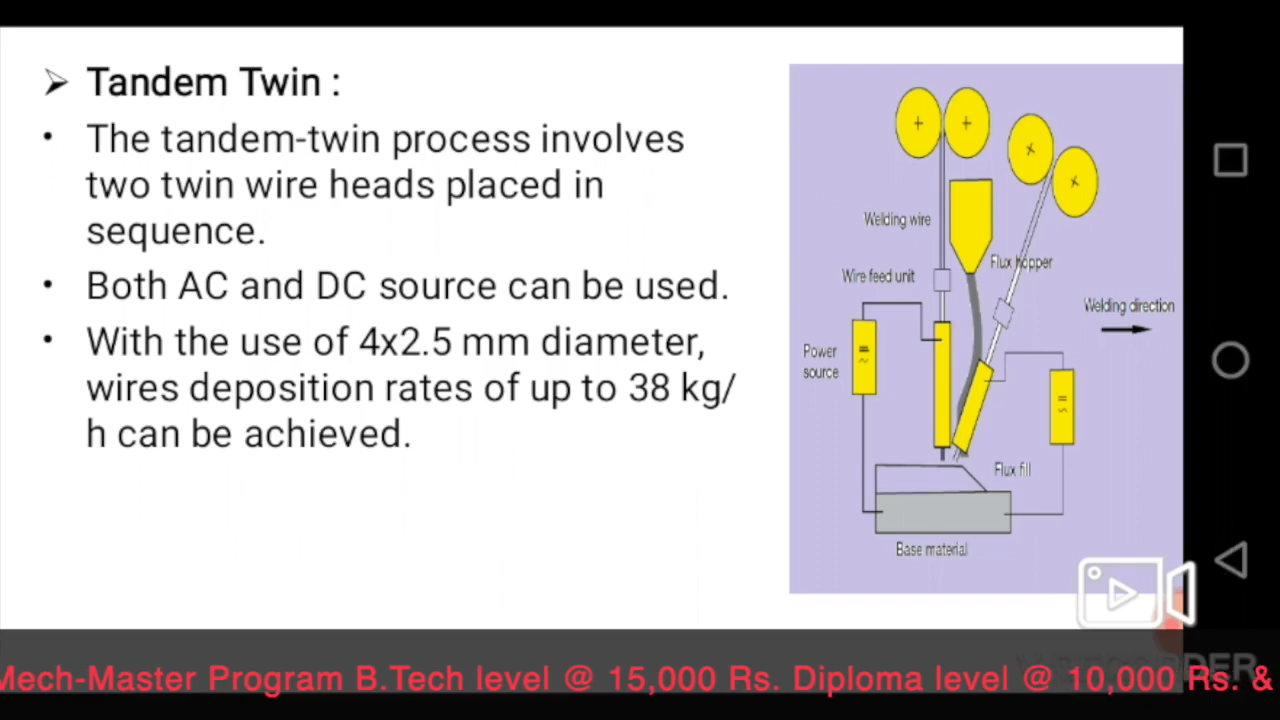 Tandem Twin :
The tandem-twin process involves
two twin wire heads placed in
sequence.
Both AC and DC source can be used.
With the use of 4x2.5 mm diameter,
wires deposition rates of up to 38 kg/
h can be achieved.
Welding wire
Flux hopper
Wire feed unit
Welding direction
Power
source
Flux fill
Base material
Mech-Master Program B.Tech level @ 15,000 Rs. Diploma level @ 10,000 Rs. &